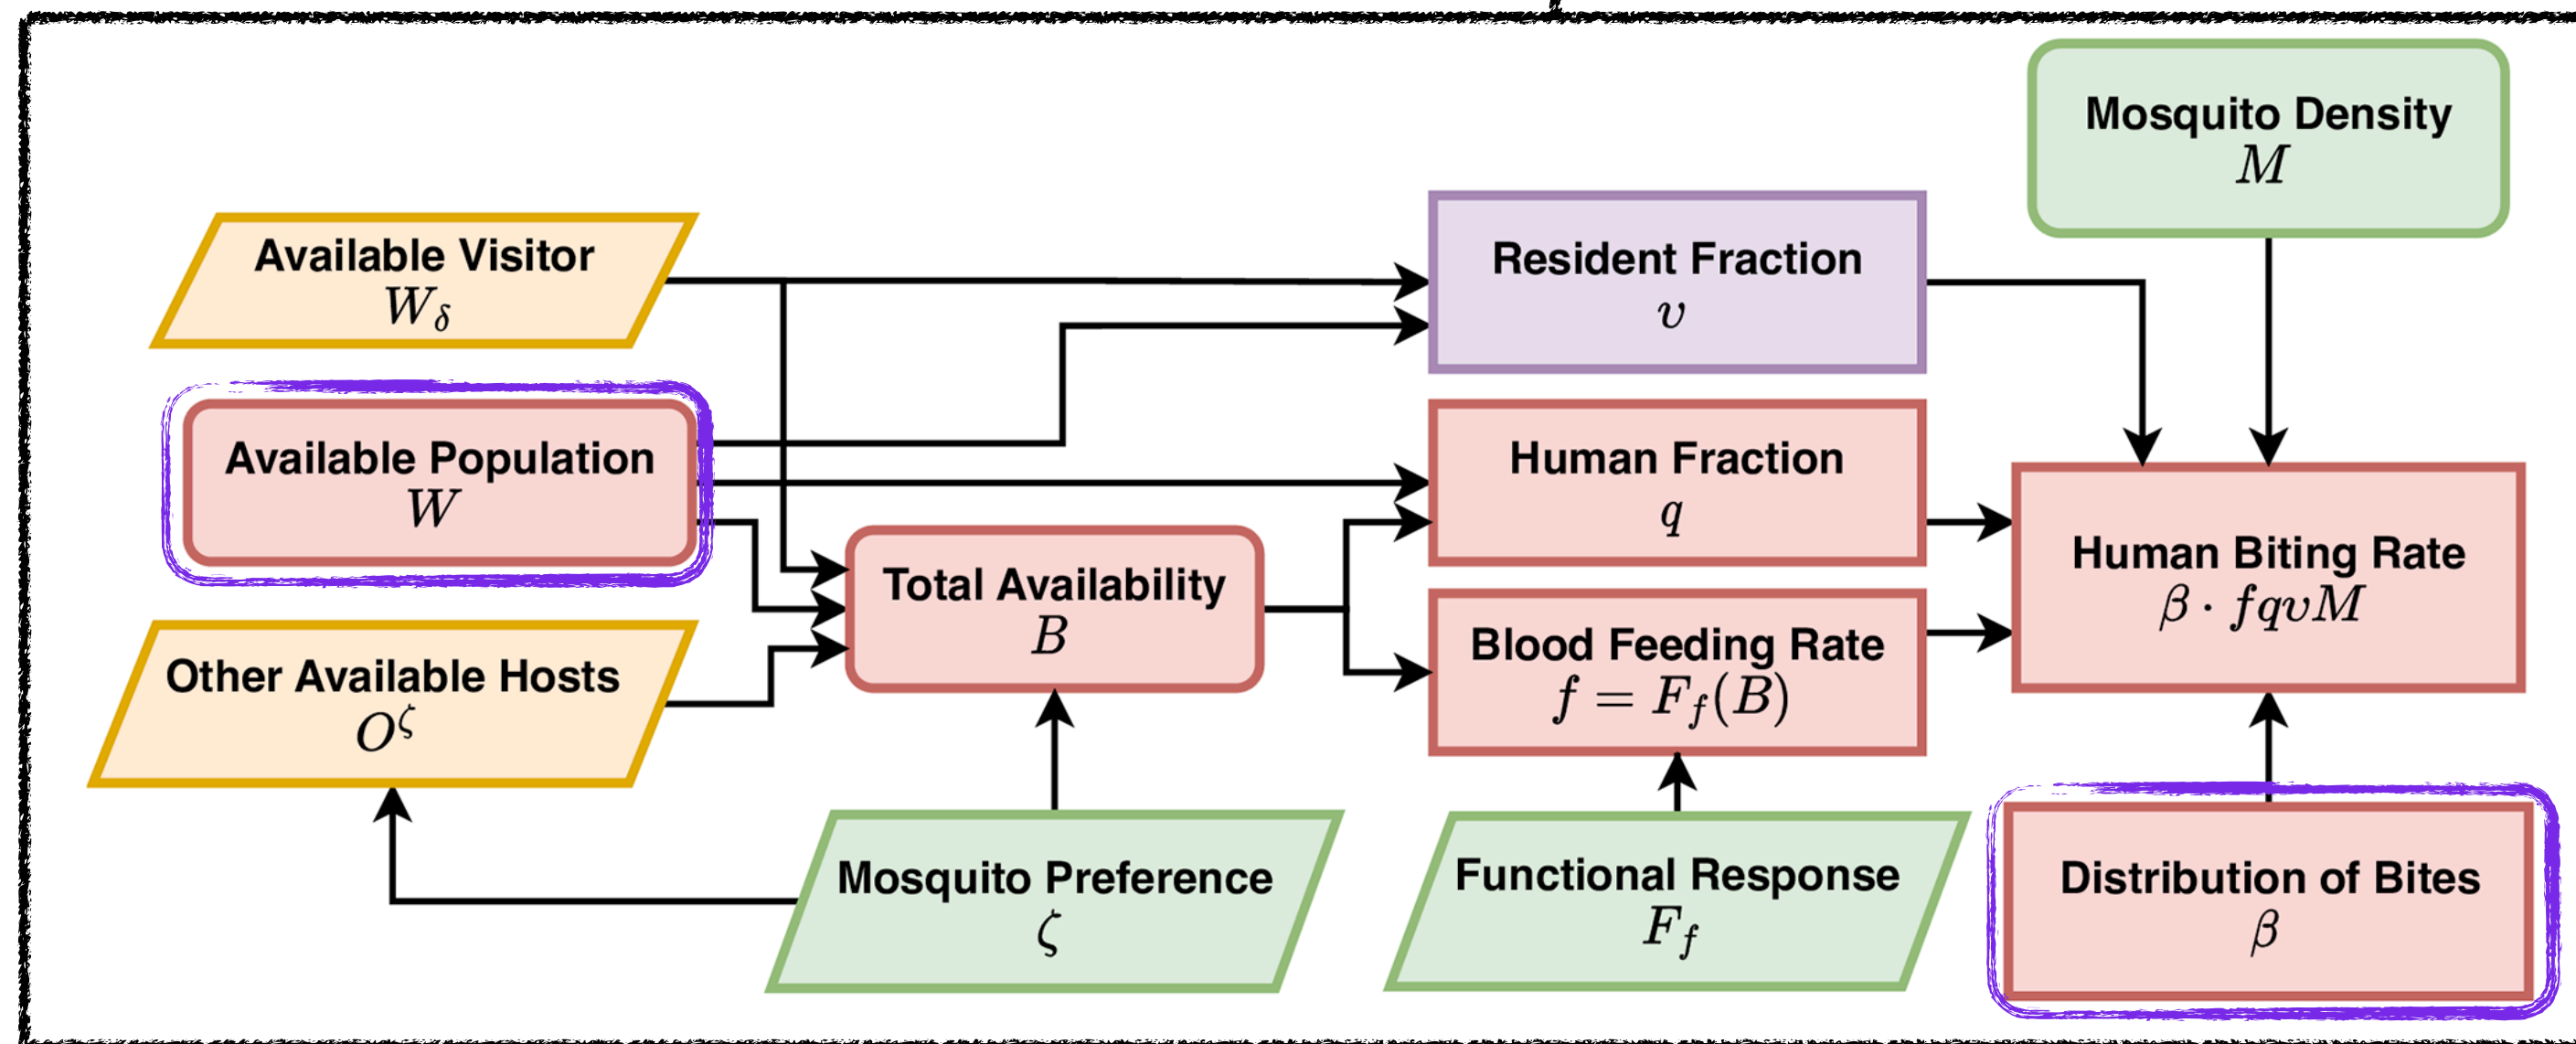 Mosquito Density
M
Available Visitor
W_δ
Resident Fraction
υ
Available Population
W
Human Fraction
q
Total Availability
B
Human Biting Rate
β · fqυM
Other Available Hosts
O^ζ
Blood Feeding Rate
f = F_f(B)
Mosquito Preference
ζ
Functional Response
F_f
Distribution of Bites
β